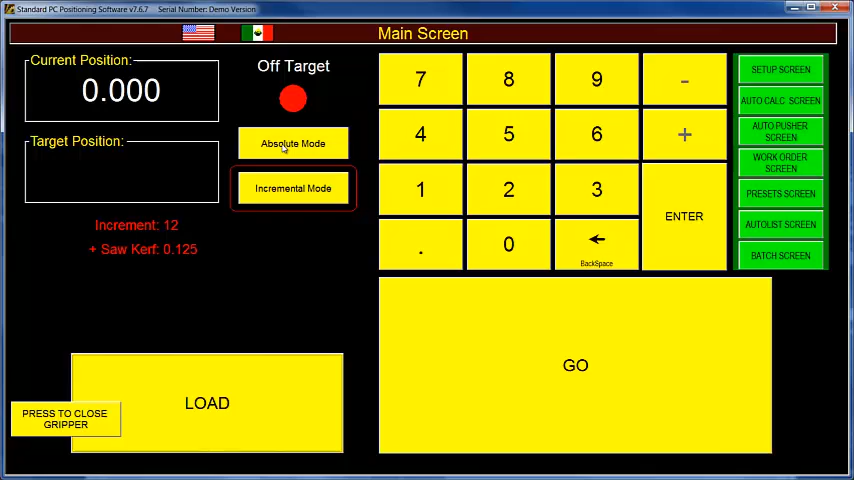 Standard PC Positioning Software v7.6.7 Serial Number: Demo Version
Main Screen
Current Position:
0.000
Off Target
Target Position:
Absolute Mode
Incremental Mode
Increment: 12
+ Saw Kerf: 0.125
7 8 9 -
4 5 6 +
1 2 3
ENTER
. 0 ←
BackSpace
SETUP SCREEN
AUTO CALC SCREEN
AUTO PUSHER
SCREEN
WORK ORDER
SCREEN
PRESETS SCREEN
AUTOLIST SCREEN
BATCH SCREEN
GO
LOAD
PRESS TO CLOSE
GRIPPER